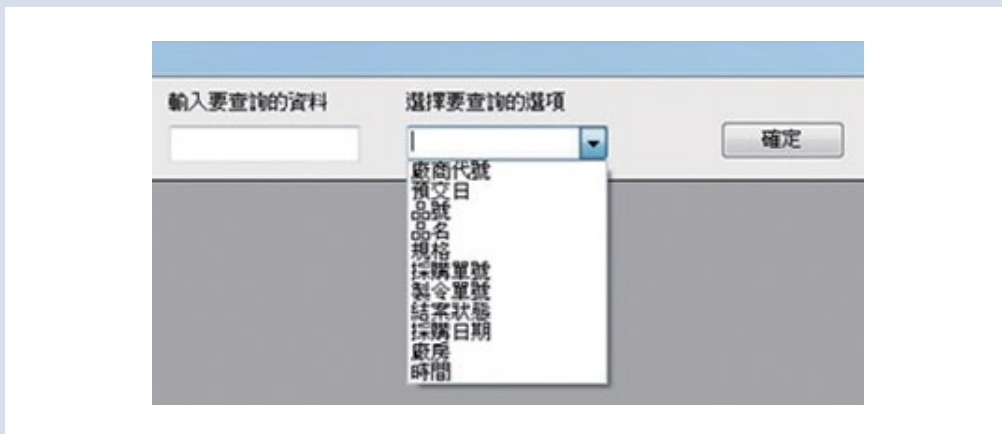 輸入要查詢的資料
選擇要查詢的選項
確定
廠商代號
預交日
品號
品名
規格
採購單號
製令單號
結案狀態
採購日期
廠房
時間